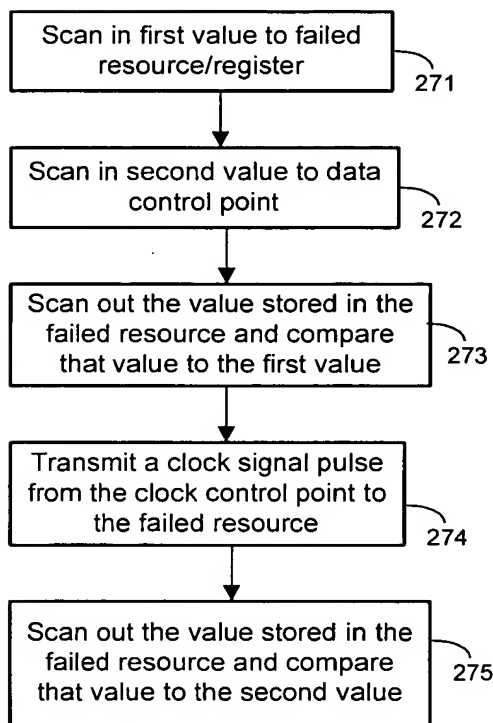 Scan in first value to failed
resource/register
271
Scan in second value to data
control point
272
Scan out the value stored in the
failed resource and compare
that value to the first value
273
Transmit a clock signal pulse
from the clock control point to
the failed resource
274
Scan out the value stored in the
failed resource and compare
that value to the second value
275